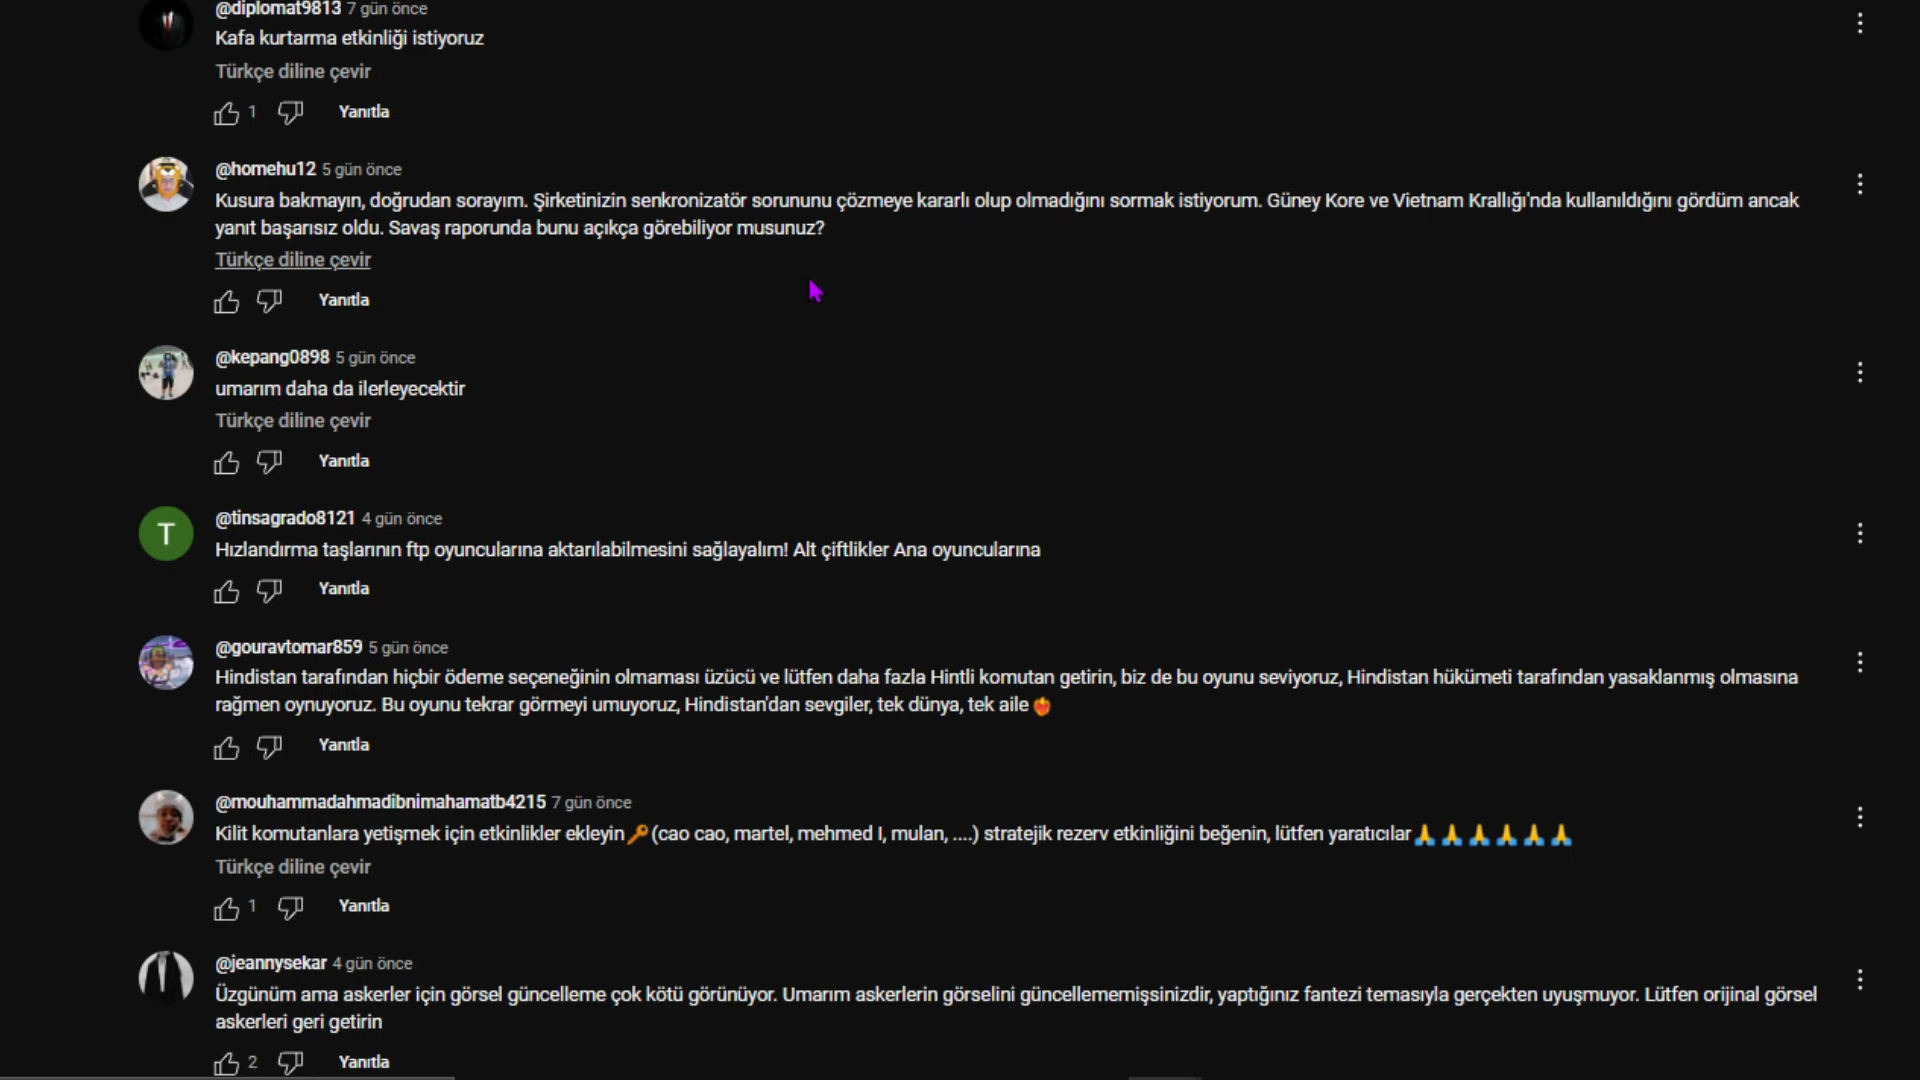 @diplomat9813 7 gün önce
Kafa kurtarma etkinliği istiyoruz
Türkçe diline çevir
1 Yanıtla
@homehu12 5 gün önce
Kusura bakmayın, doğrudan sorayım. Şirketinizin senkronizatör sorununu çözmeye kararlı olup olmadığını sormak istiyorum. Güney Kore ve Vietnam Krallığı'nda kullanıldığını gördüm ancak
yanıt başarısız oldu. Savaş raporunda bunu açıkça görebiliyor musunuz?
Türkçe diline çevir
Yanıtla
@kepang0898 5 gün önce
umarım daha da ilerleyecektir
Türkçe diline çevir
Yanıtla
T
@tinsagrado8121 4 gün önce
Hızlandırma taşlarının ftp oyuncularına aktarılabilmesini sağlayalım! Alt çiftlikler Ana oyuncularına
Yanıtla
@gouravtomar859 5 gün önce
Hindistan tarafından hiçbir ödeme seçeneğinin olmaması üzücü ve lütfen daha fazla Hintli komutan getirin, biz de bu oyunu seviyoruz, Hindistan hükümeti tarafından yasaklanmış olmasına
rağmen oynuyoruz. Bu oyunu tekrar görmeyi umuyoruz, Hindistan'dan sevgiler, tek dünya, tek aile ❤️‍🔥
Yanıtla
@mouhammadahmadibnimahamatb4215 7 gün önce
Kilit komutanlara yetişmek için etkinlikler ekleyin🔑(cao cao, martel, mehmed I, mulan, ....) stratejik rezerv etkinliğini beğenin, lütfen yaratıcılar🙏🙏🙏🙏🙏🙏
Türkçe diline çevir
1 Yanıtla
@jeannysekar 4 gün önce
Üzgünüm ama askerler için görsel güncelleme çok kötü görünüyor. Umarım askerlerin görselini güncellememişsinizdir, yaptığınız fantezi temasıyla gerçekten uyuşmuyor. Lütfen orijinal görsel
askerleri geri getirin
2 Yanıtla